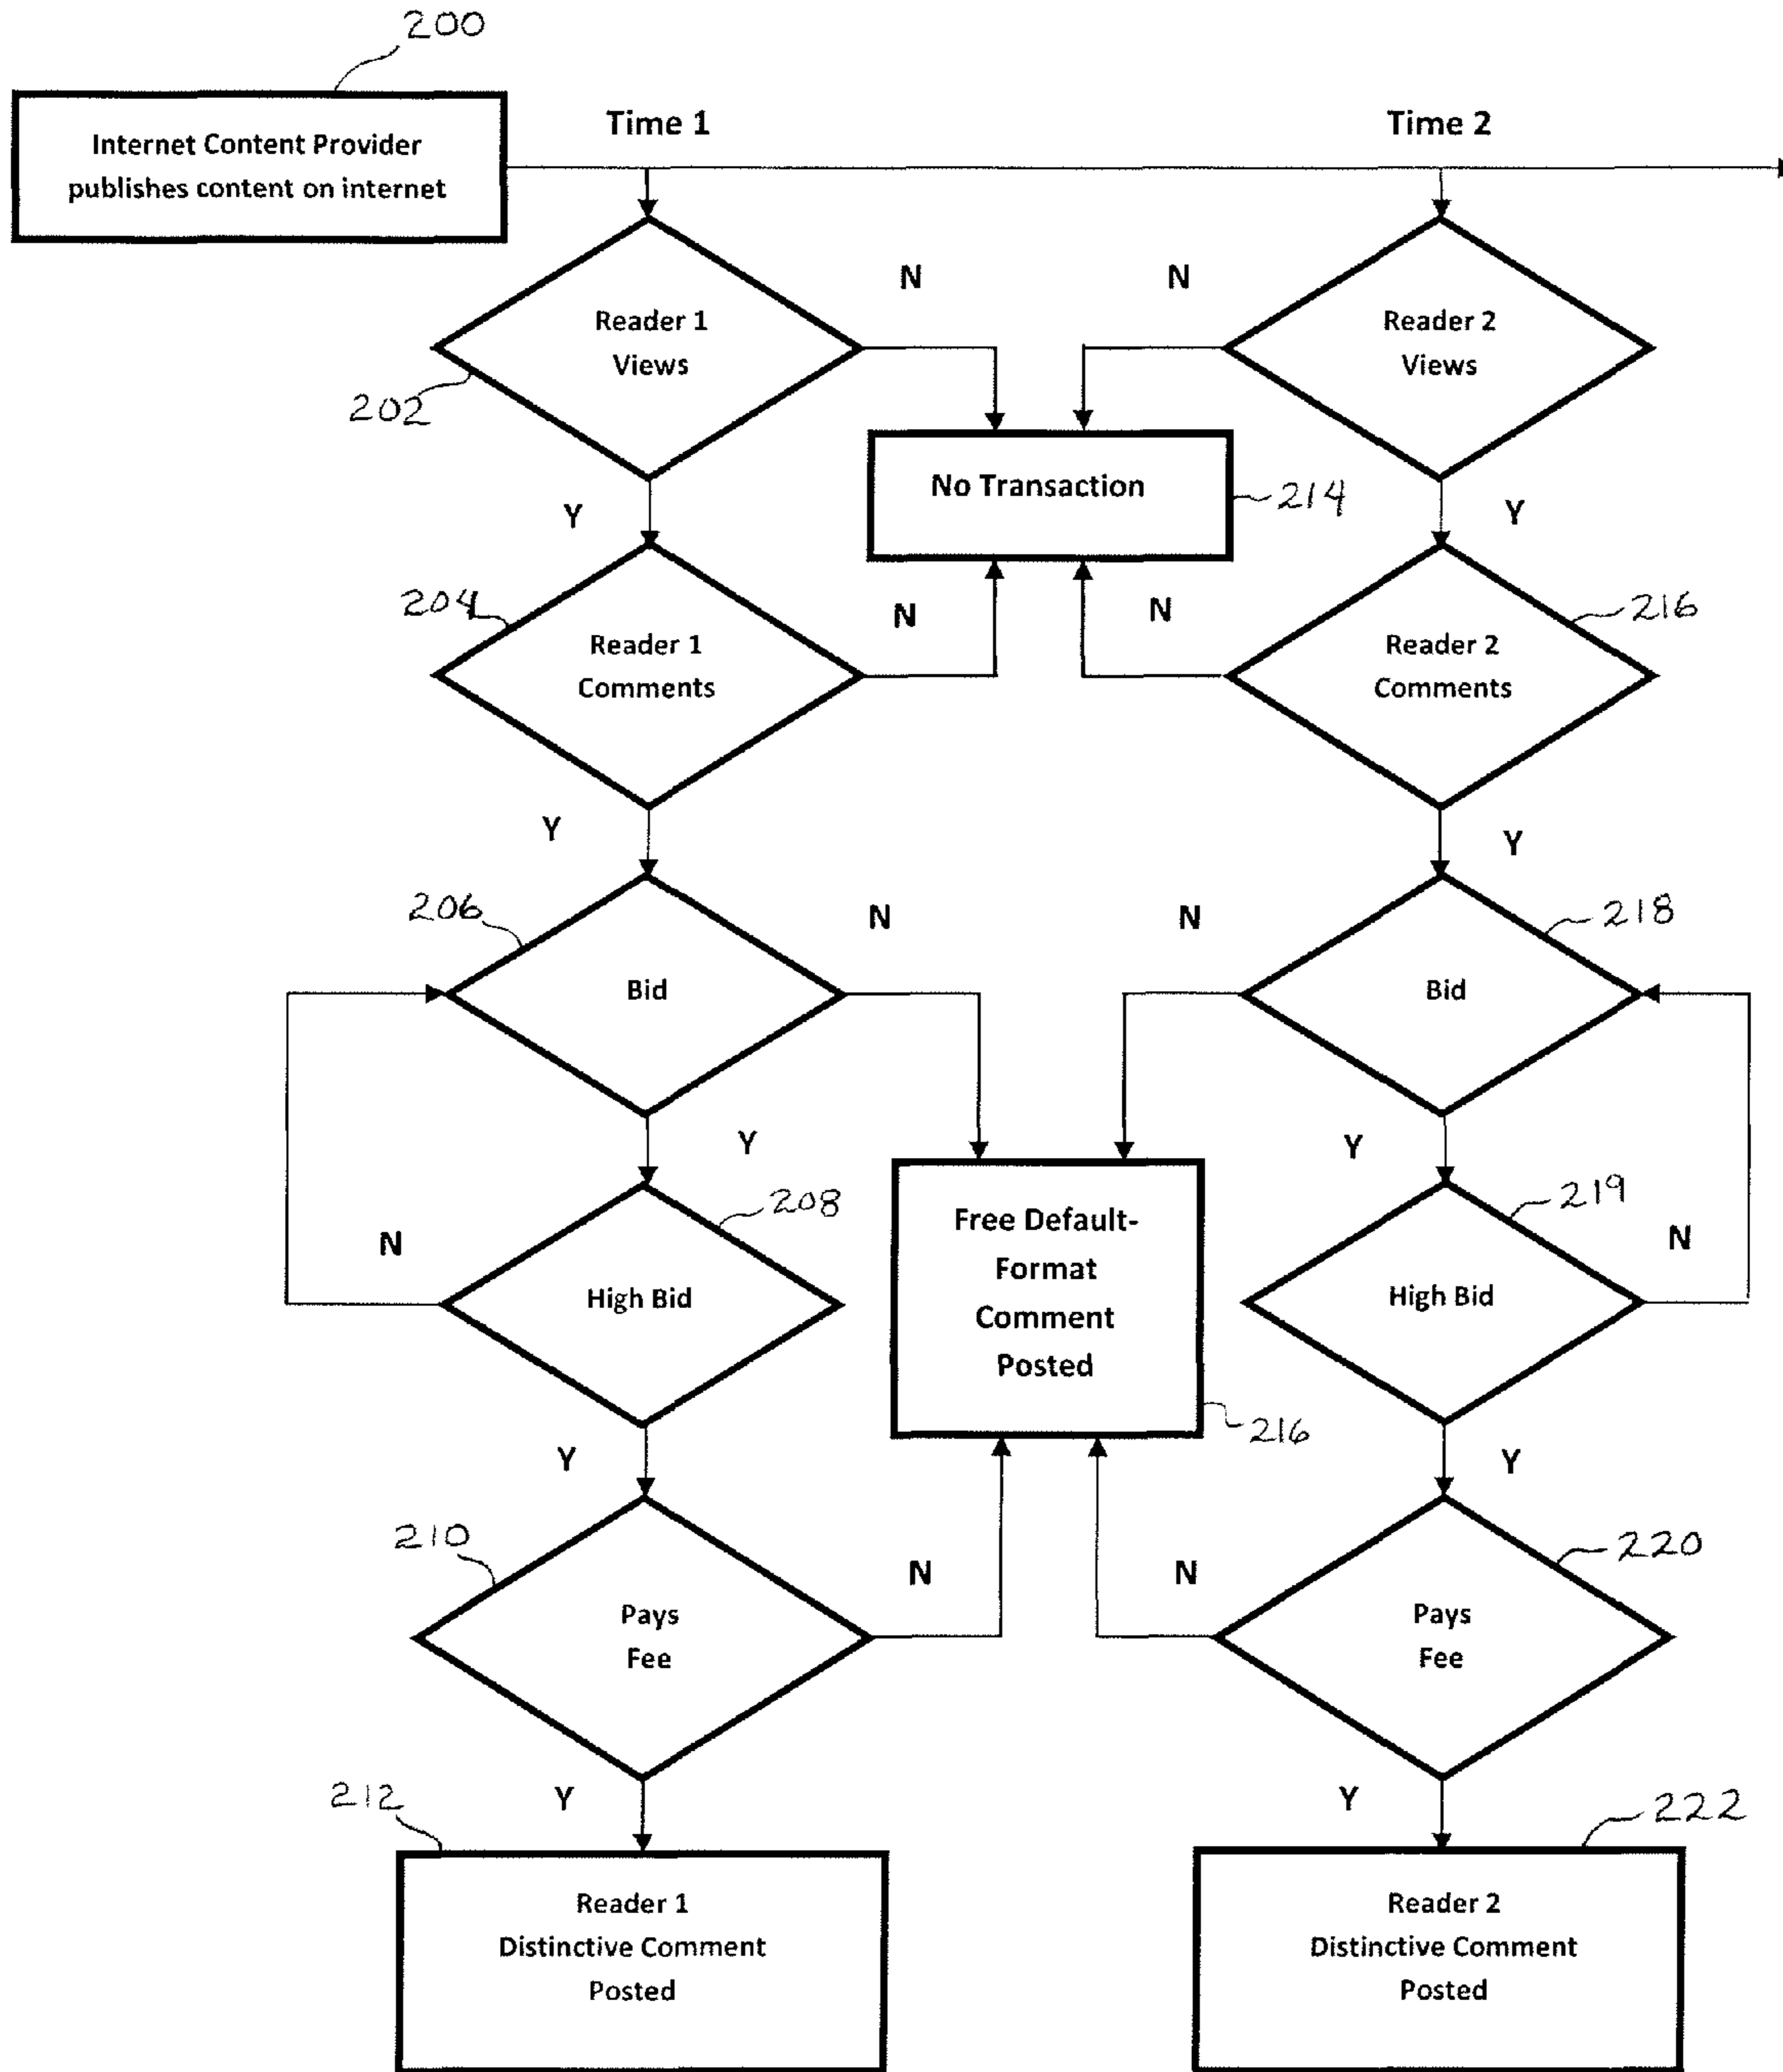 200
Internet Content Provider
publishes content on internet
Time 1
Time 2
Reader 1
Views
N
N
Reader 2
Views
202
No Transaction
214
Y
Y
204
Reader 1
Comments
N
N
Reader 2
Comments
216
Y
Y
206
Bid
N
N
Bid
218
Y
Y
208
219
N
High Bid
Free Default-
Format
Comment
Posted
High Bid
N
216
Y
Y
210
Pays
Fee
N
N
Pays
Fee
220
Y
Y
212
222
Reader 1
Distinctive Comment
Posted
Reader 2
Distinctive Comment
Posted